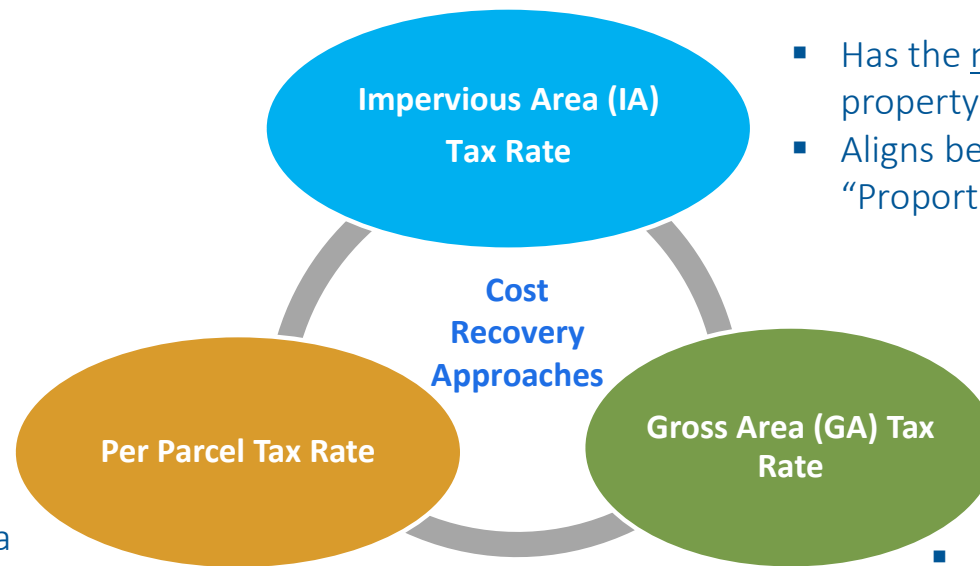 Impervious Area (IA)
Tax Rate
▪ Has the
property
▪ Aligns be
“Proport
Cost
Recovery
Approaches
Per Parcel Tax Rate
Gross Area (GA) Tax
Rate
a
▪